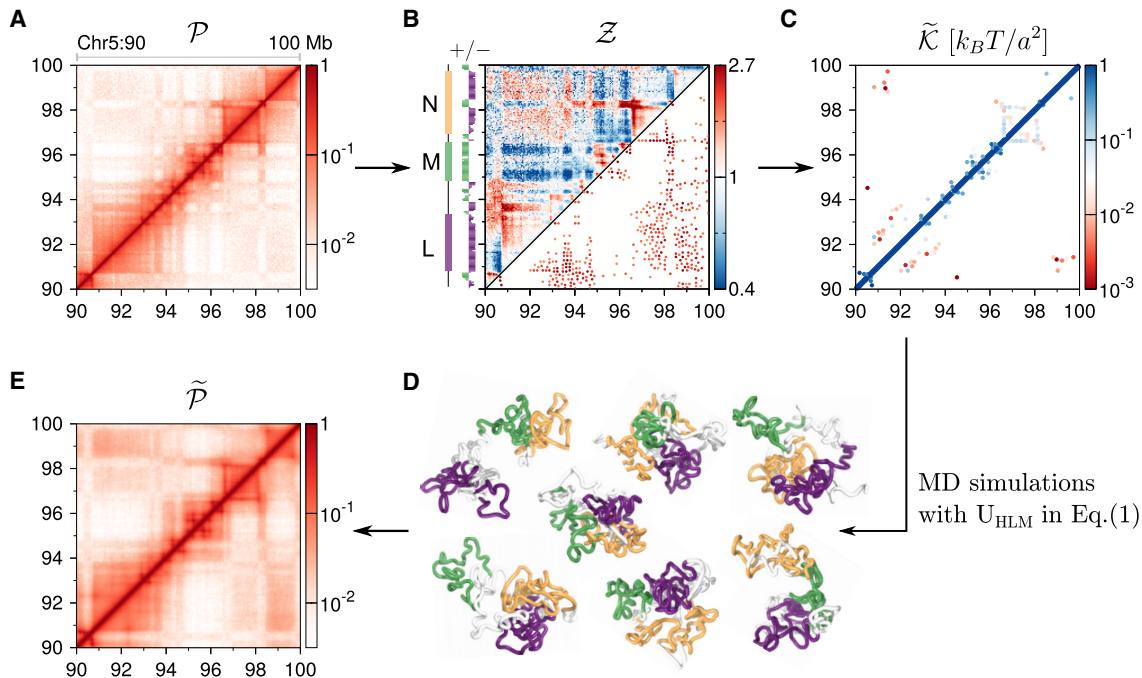 A
𝒫
Chr5:90
100 Mb
100
98
96
94
92
90
90 92 94 96 98 100
1
10⁻¹
10⁻²
B
𝒵
+/−
N
M
L
90 92 94 96 98 100
2.7
1
0.4
C
𝒦̃ [k_BT/a²]
100
98
96
94
92
90
90 92 94 96 98 100
1
10⁻¹
10⁻²
10⁻³
E
𝒫̃
100
98
96
94
92
90
90 92 94 96 98 100
1
10⁻¹
10⁻²
D
MD simulations
with U_HLM in Eq.(1)